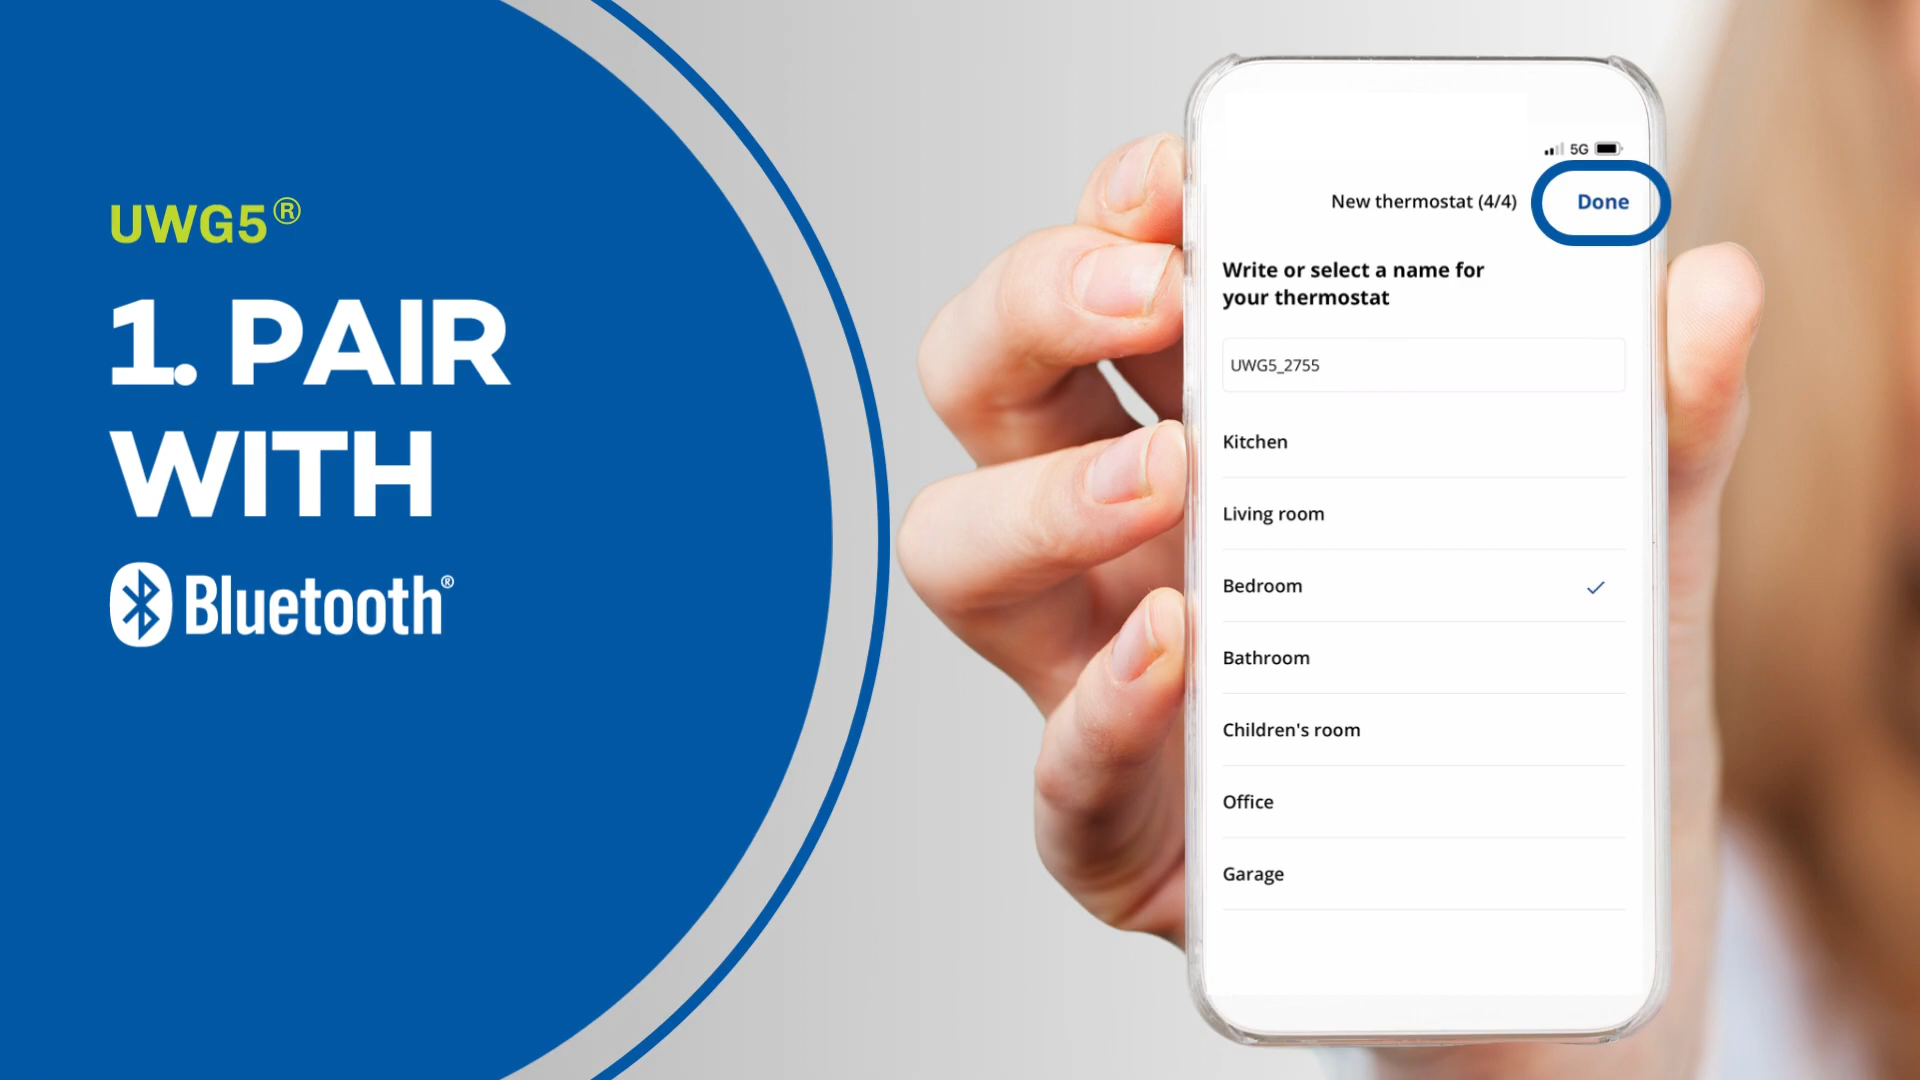 UWG5®
1. PAIR
WITH
Bluetooth®
5G
New thermostat (4/4)
Done
Write or select a name for
your thermostat
UWG5_2755
Kitchen
Living room
Bedroom
Bathroom
Children's room
Office
Garage